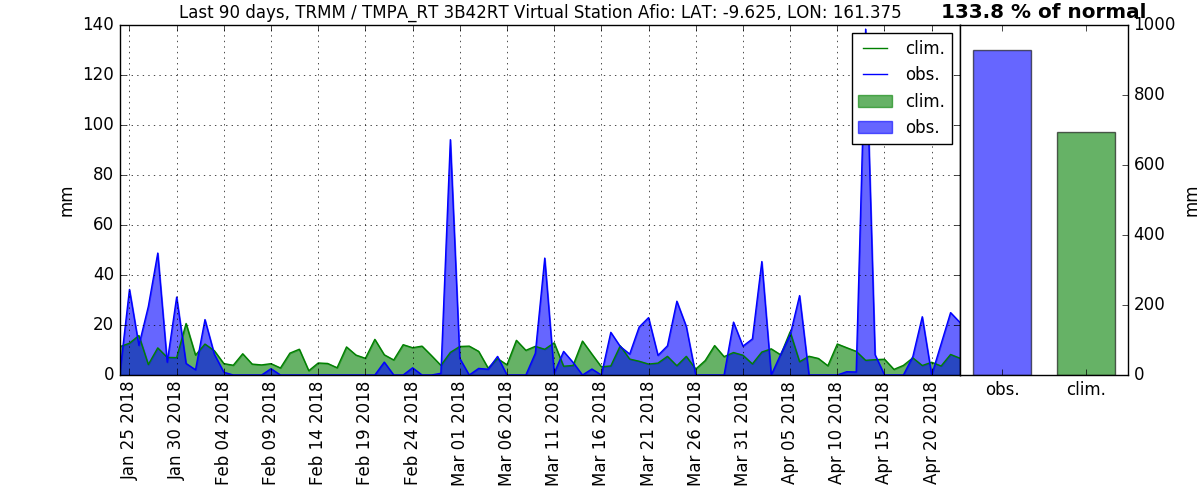 Last 90 days, TRMM / TMPA_RT 3B42RT Virtual Station Afio: LAT: -9.625, LON: 161.375
133.8 % of normal
140
120
100
80
60
40
20
0
mm
clim.
obs.
clim.
obs.
1000
800
600
400
200
0
mm
Jan 25 2018
Jan 30 2018
Feb 04 2018
Feb 09 2018
Feb 14 2018
Feb 19 2018
Feb 24 2018
Mar 01 2018
Mar 06 2018
Mar 11 2018
Mar 16 2018
Mar 21 2018
Mar 26 2018
Mar 31 2018
Apr 05 2018
Apr 10 2018
Apr 15 2018
Apr 20 2018
obs.
clim.